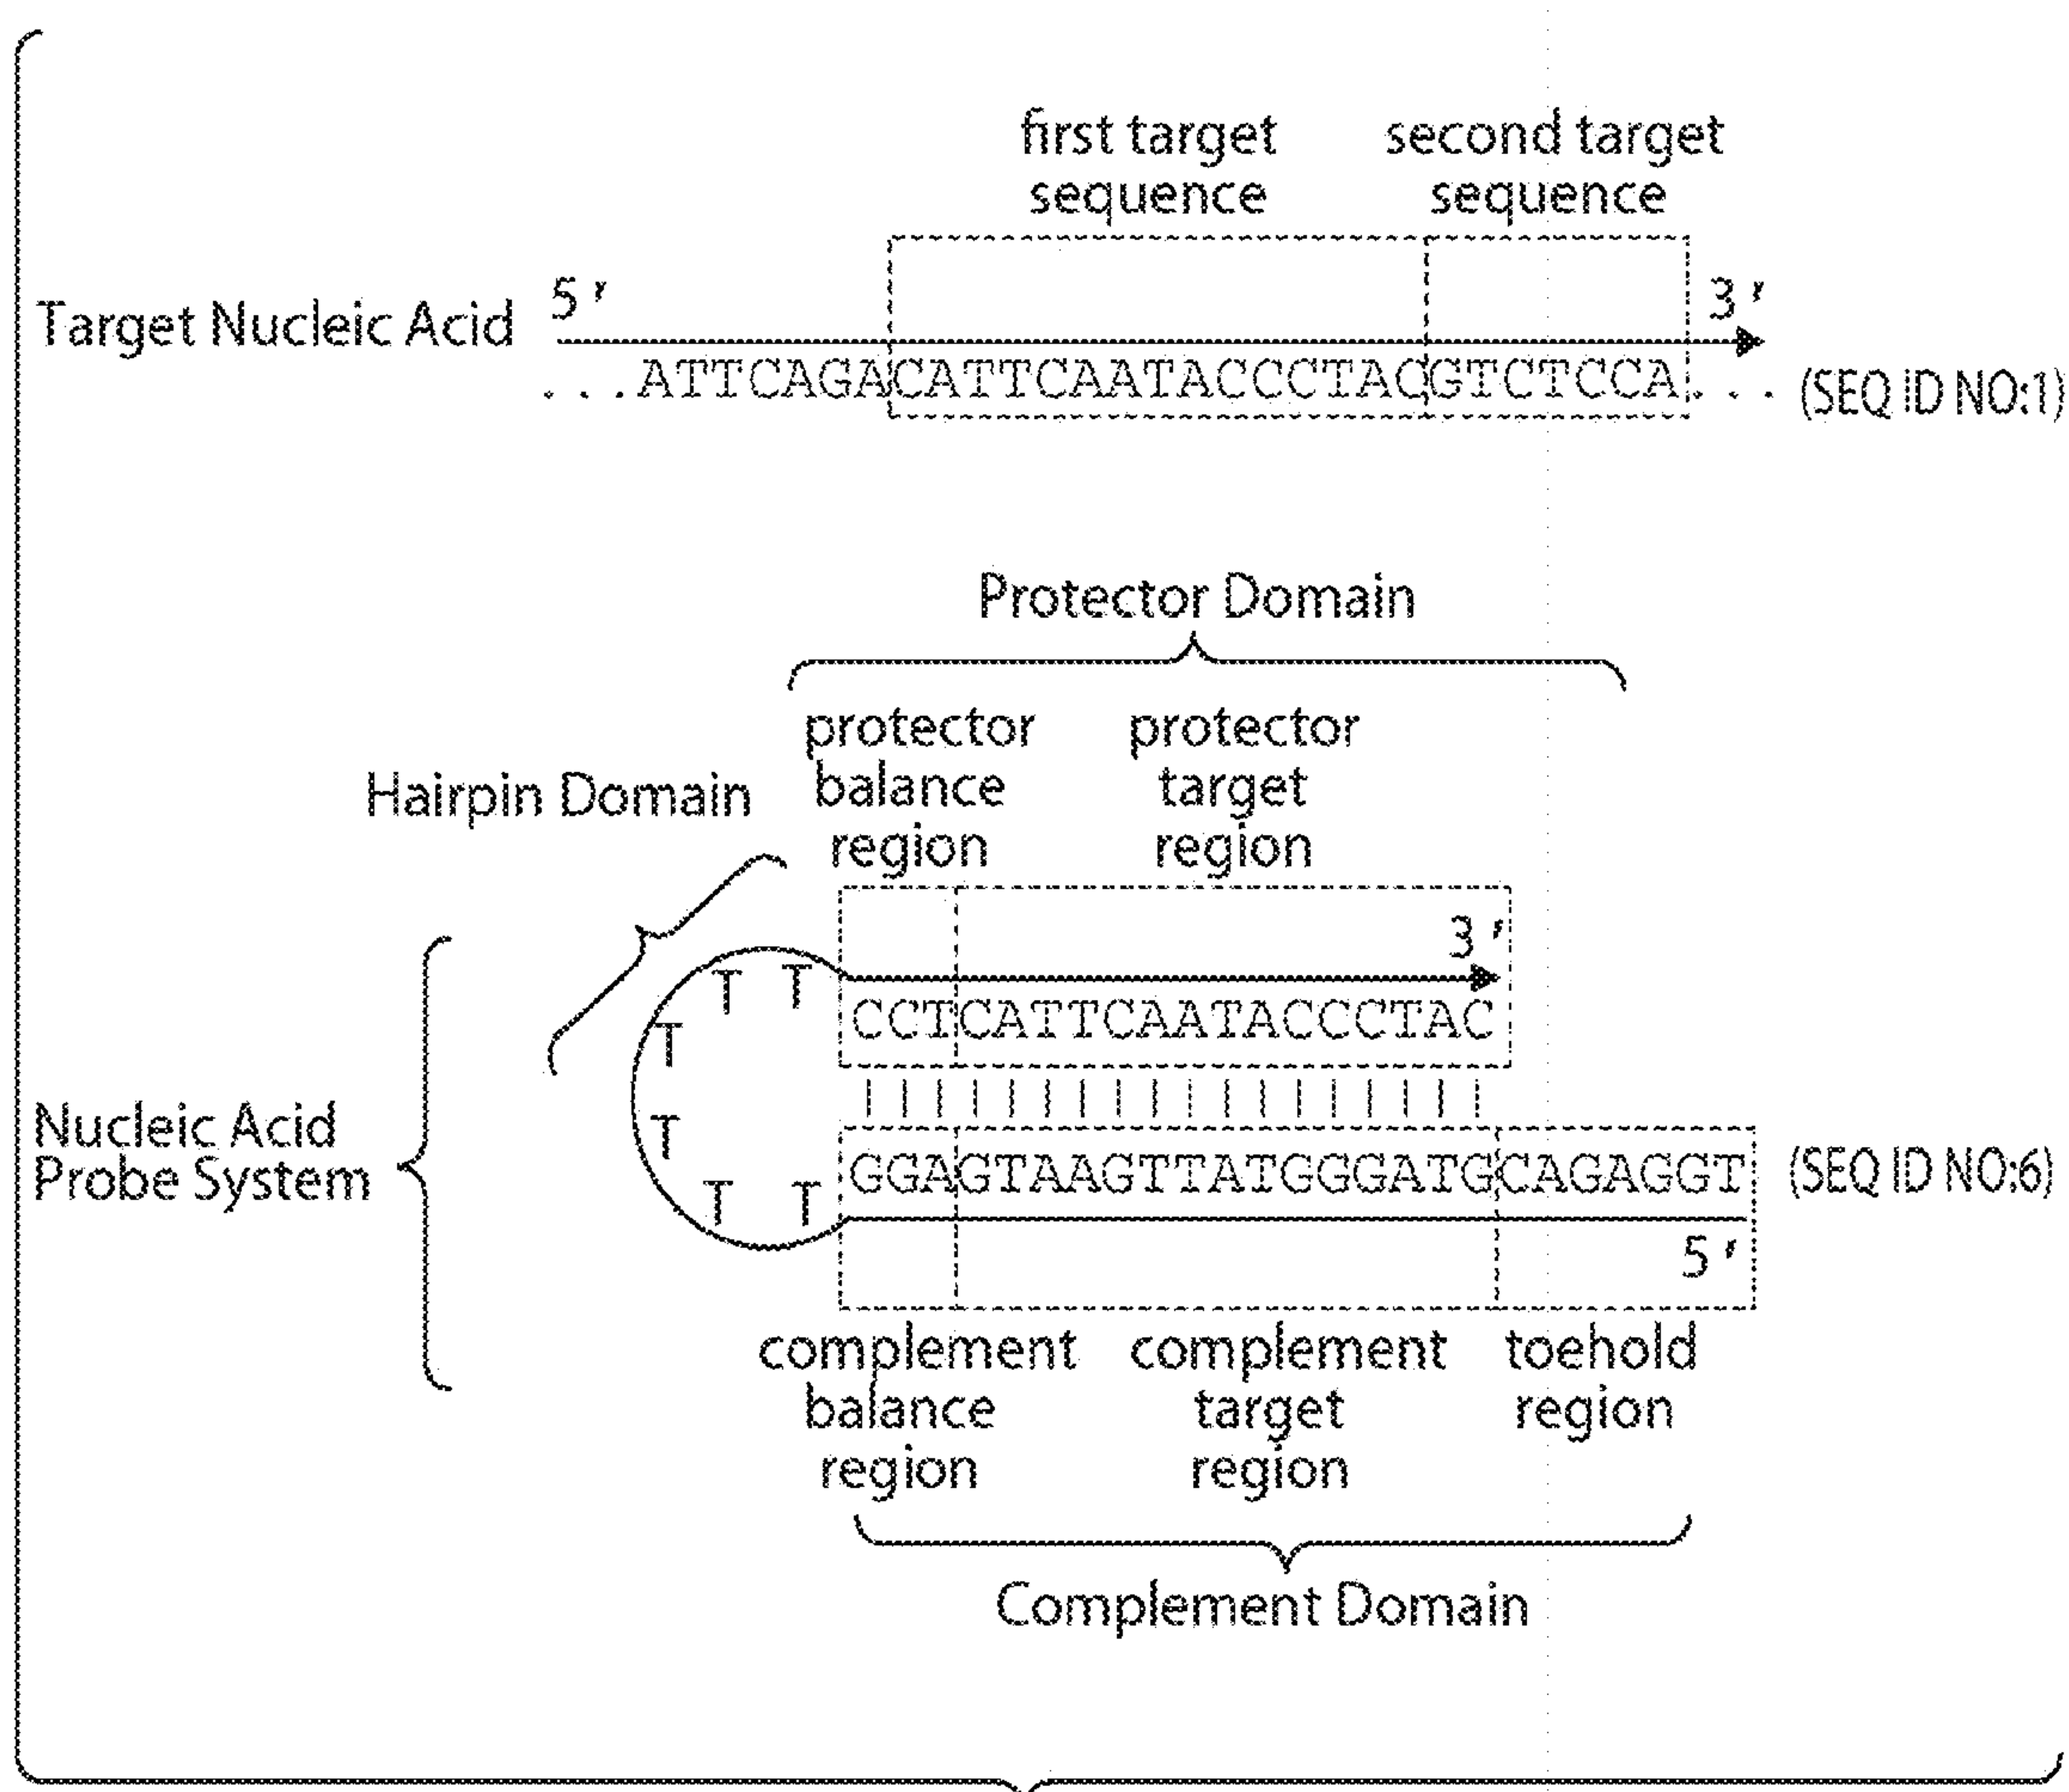 first target second target
sequence sequence
5' 3'
Target Nucleic Acid
...ATTCAGACATTCAATACCCTACGTCTCCA... (SEQ ID NO:1)
Protector Domain
protector protector
balance target
region region
Hairpin Domain
3'
T T
T
T
T T
CCTCATTCAATACCCTAC
Nucleic Acid
Probe System
GGAGTAAGTTATGGGATGCAGAGGT (SEQ ID NO:6)
5'
complement complement toehold
balance target region
region region
Complement Domain